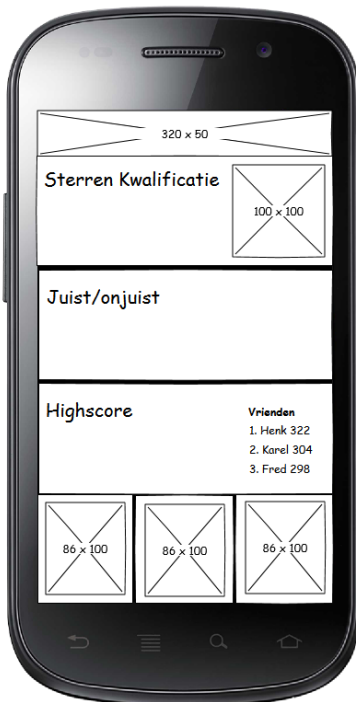 320 x 50
Sterren Kwalificatie
100 x 100
Juist/onjuist
Highscore
Vrienden
1. Henk 322
2. Karel 304
3. Fred 298
86 x 100
86 x 100
86 x 100